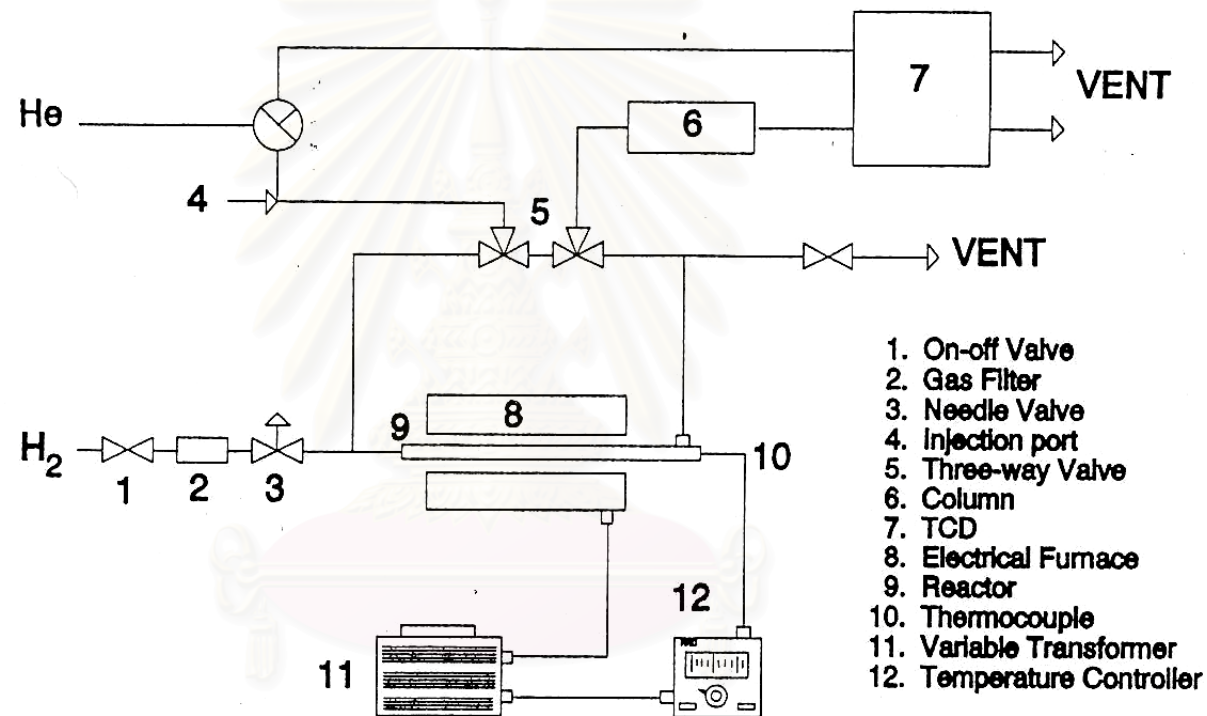 He
7
VENT
6
4
5
VENT
H2
1
2
3
9
8
10
11
12
1. On-off Valve
2. Gas Filter
3. Needle Valve
4. Injection port
5. Three-way Valve
6. Column
7. TCD
8. Electrical Furnace
9. Reactor
10. Thermocouple
11. Variable Transformer
12. Temperature Controller